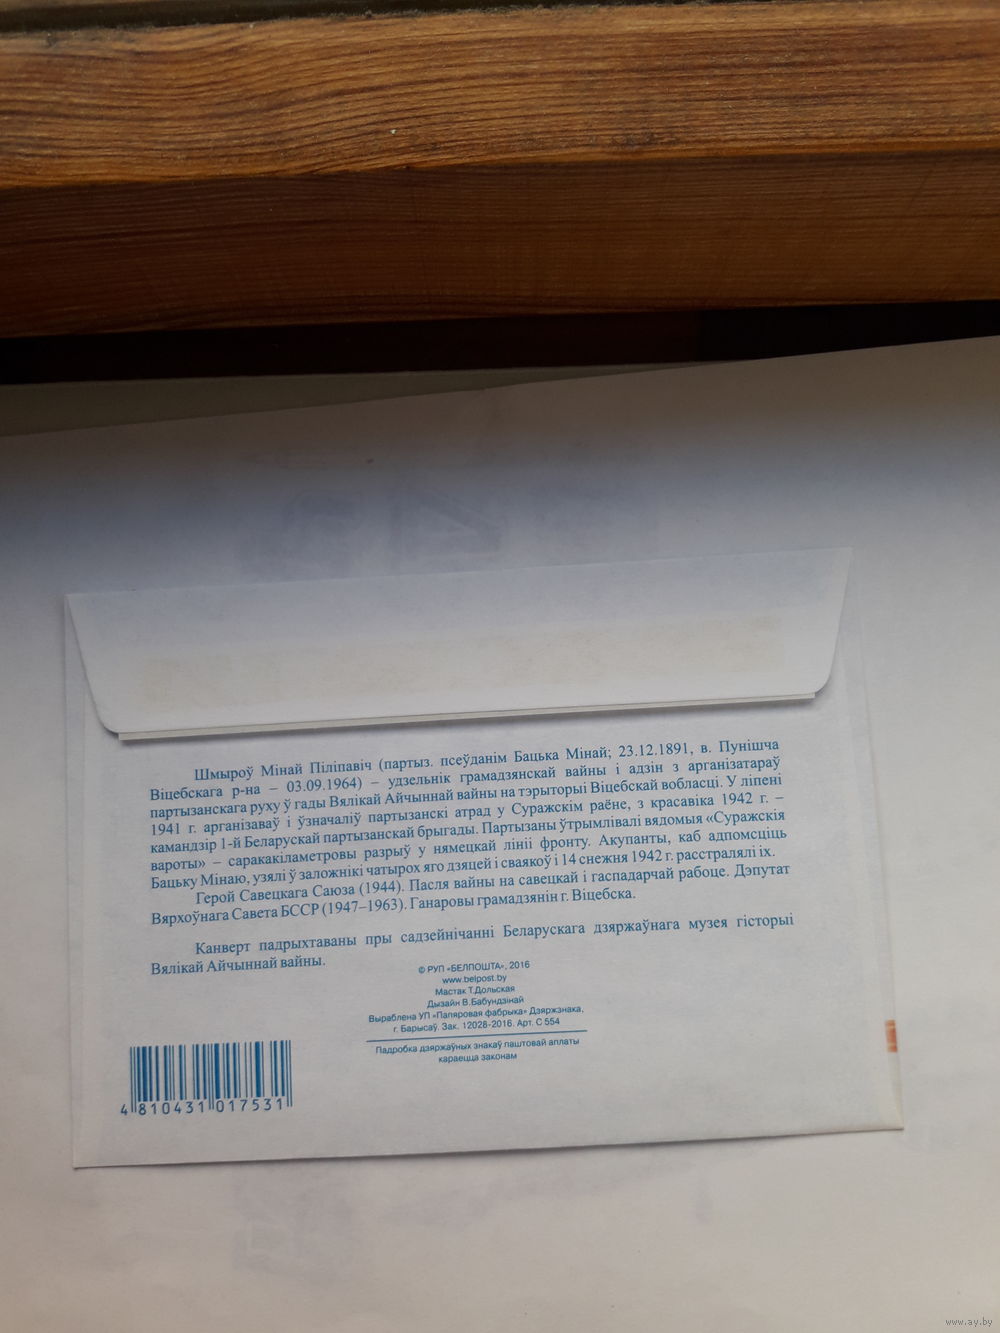 Шмыроў Мінай Піліпавіч (партыз. псеўданім Бацька Мінай; 23.12.1891, в. Пунішча
Віцебскага р-на – 03.09.1964) – удзельнік грамадзянскай вайны і адзін з арганізатараў
партызанскага руху ў гады Вялікай Айчыннай вайны на тэрыторыі Віцебскай вобласці. У ліпені
1941 г. арганізаваў і ўзначаліў партызанскі атрад у Суражскім раёне, з красавіка 1942 г. –
камандзір 1-й Беларускай партызанскай брыгады. Партызаны ўтрымлівалі вядомыя «Суражскія
вароты» – саракакіламетровы разрыў у нямецкай лініі фронту. Акупанты, каб адпомсціць
Бацьку Мінаю, узялі ў заложнікі чатырох яго дзяцей і сваякоў і 14 снежня 1942 г. расстралялі іх.
Герой Савецкага Саюза (1944). Пасля вайны на савецкай і гаспадарчай рабоце. Дэпутат
Вярхоўнага Савета БССР (1947–1963). Ганаровы грамадзянін г. Віцебска.
Канверт падрыхтаваны пры садзейнічанні Беларускага дзяржаўнага музея гісторыі
Вялікай Айчыннай вайны.
© РУП «БЕЛПОШТА», 2016
www.belpost.by
Мастак Т.Дольская
Дызайн В.Бабундзінай
Выраблена УП «Папяровая фабрыка» Дзяржзнака,
г. Барысаў. Зак. 12028-2016. Арт. С 554
Падробка дзяржаўных знакаў паштовай аплаты
караецца законам
4 810431 017531
www.ay.by